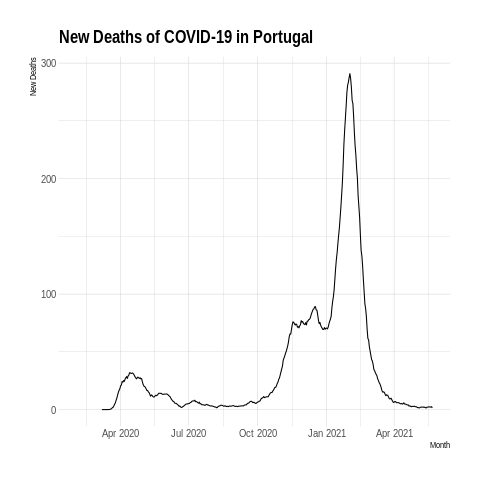 New Deaths of COVID-19 in Portugal
New Deaths
300
200
100
0
Apr 2020 Jul 2020 Oct 2020 Jan 2021 Apr 2021
Month